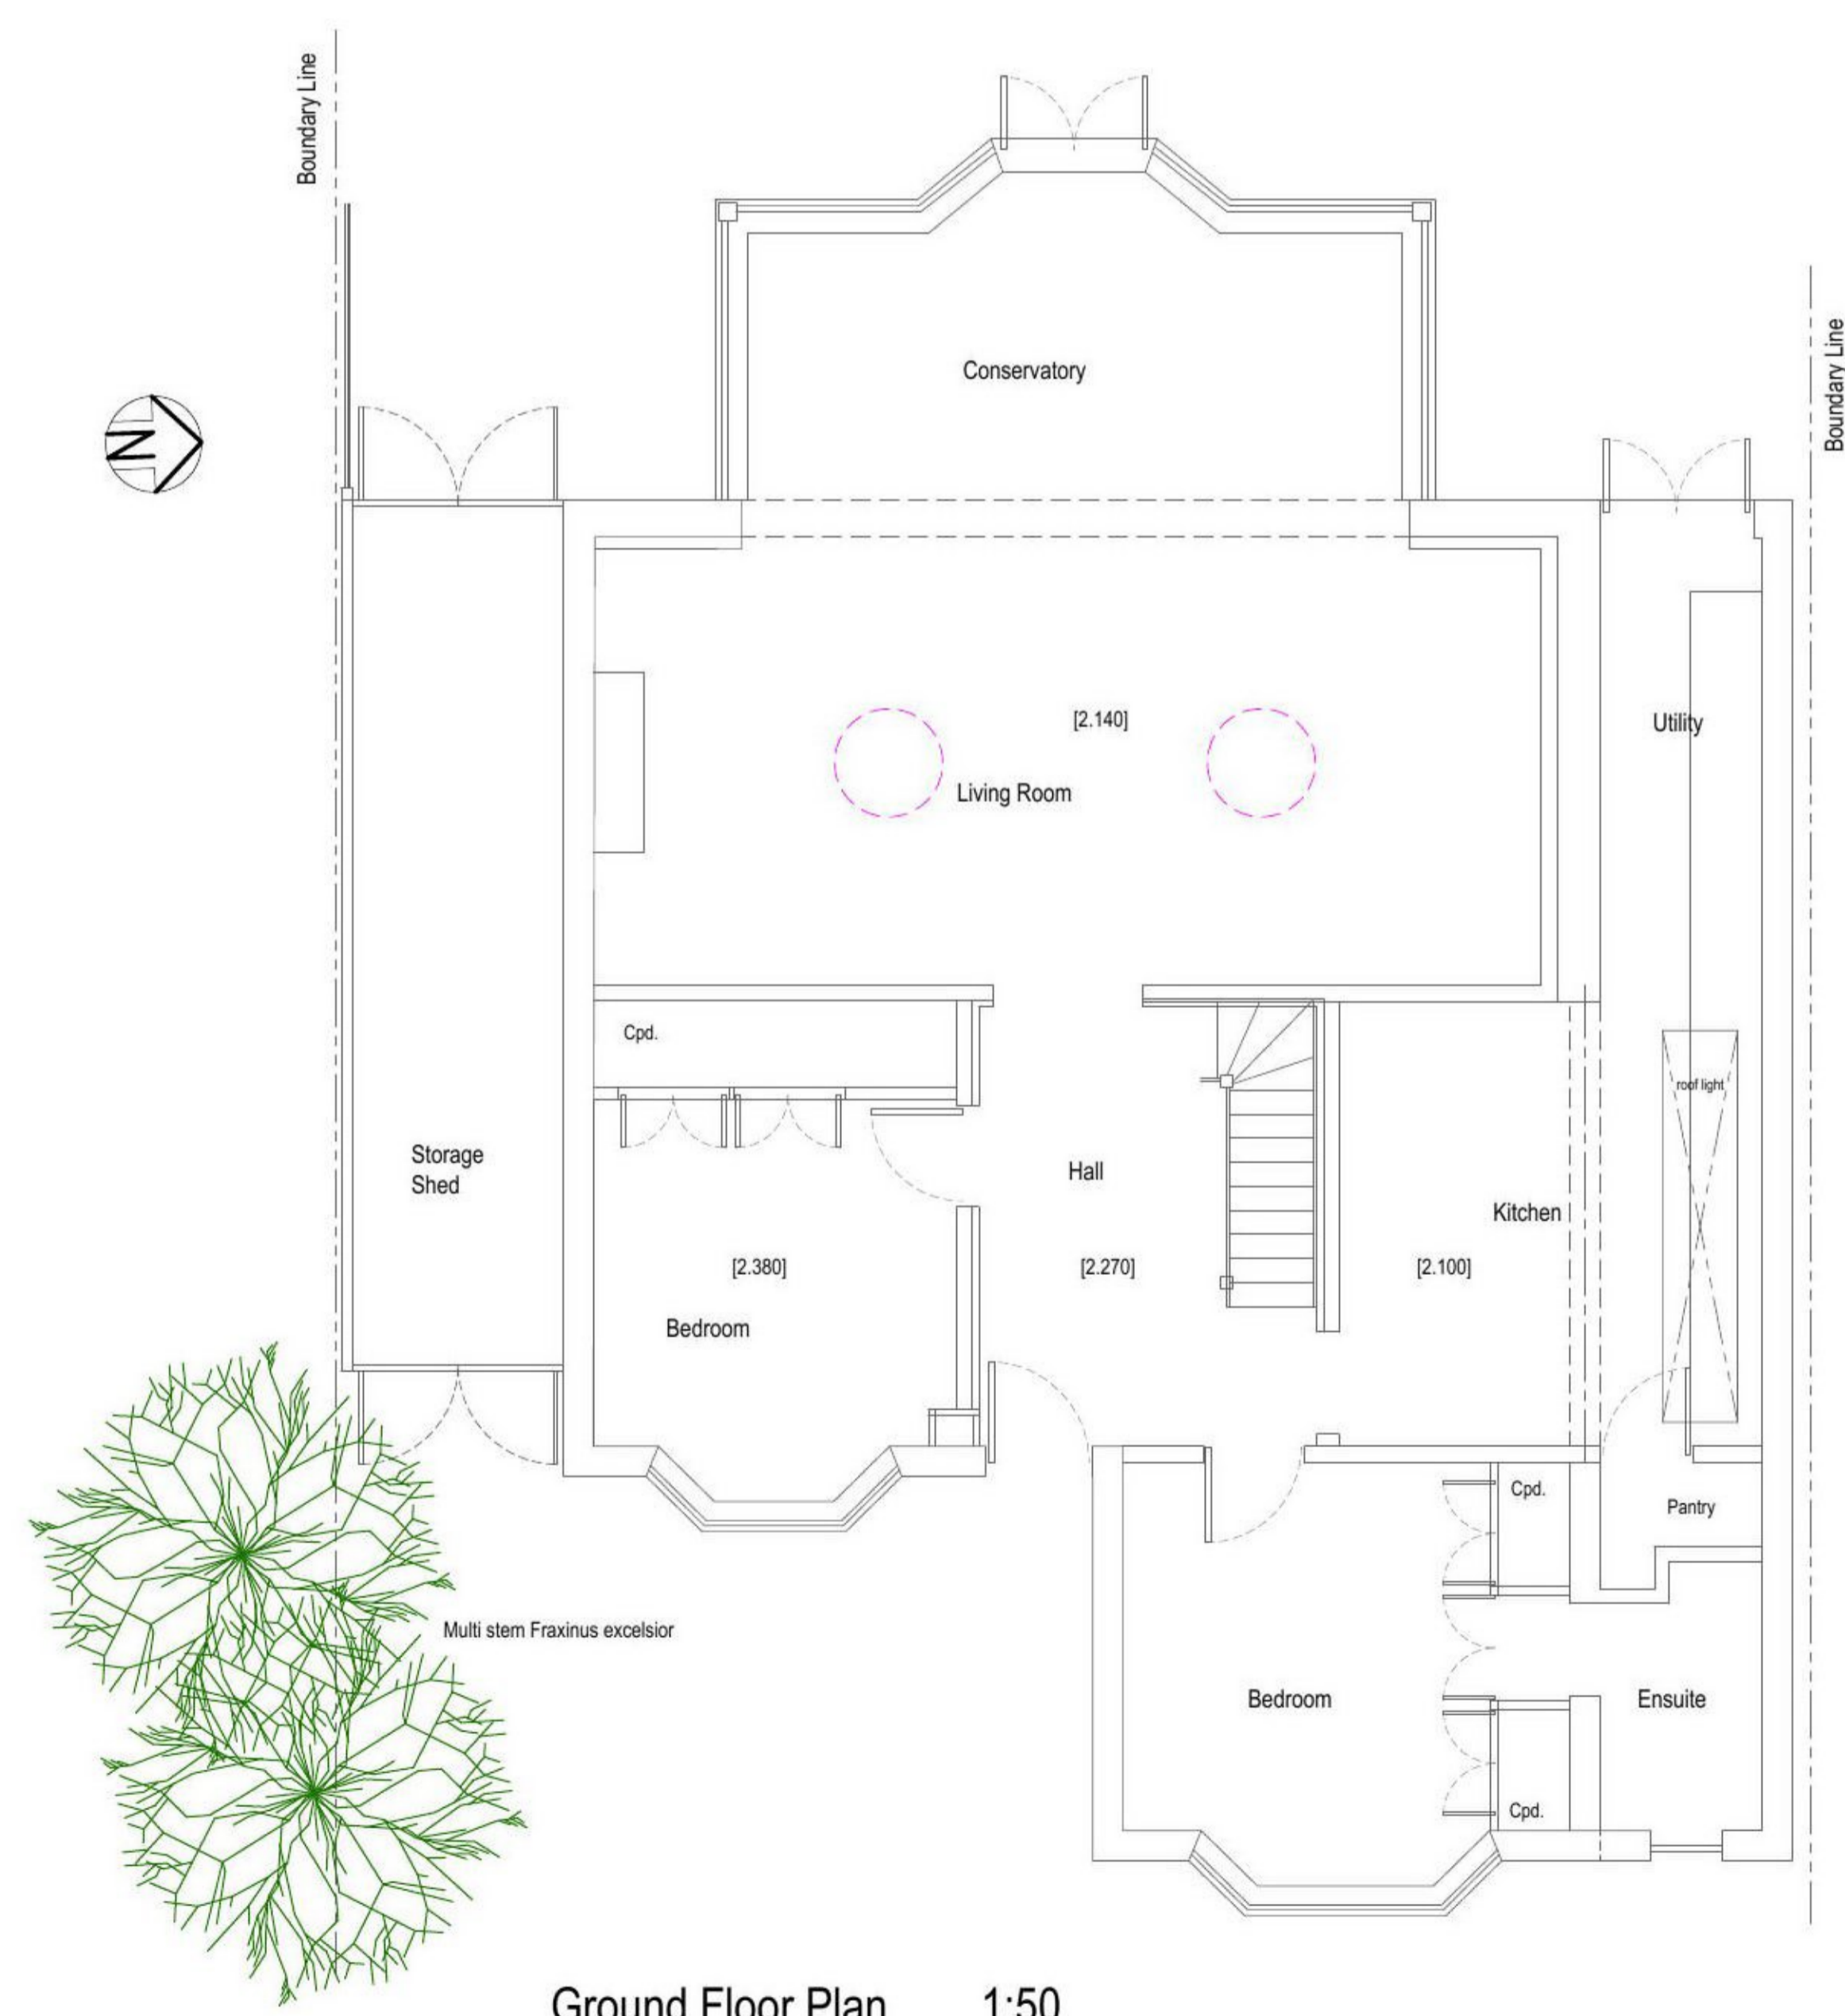 Boundary Line
Boundary Line
Conservatory
N
[2.140]
Utility
Living Room
Cpd.
roof light
Storage
Shed
Hall
Kitchen
[2.380]
[2.270]
[2.100]
Bedroom
Cpd.
Pantry
Multi stem Fraxinus excelsior
Bedroom
Ensuite
Cpd.
Ground Floor Plan 1:50